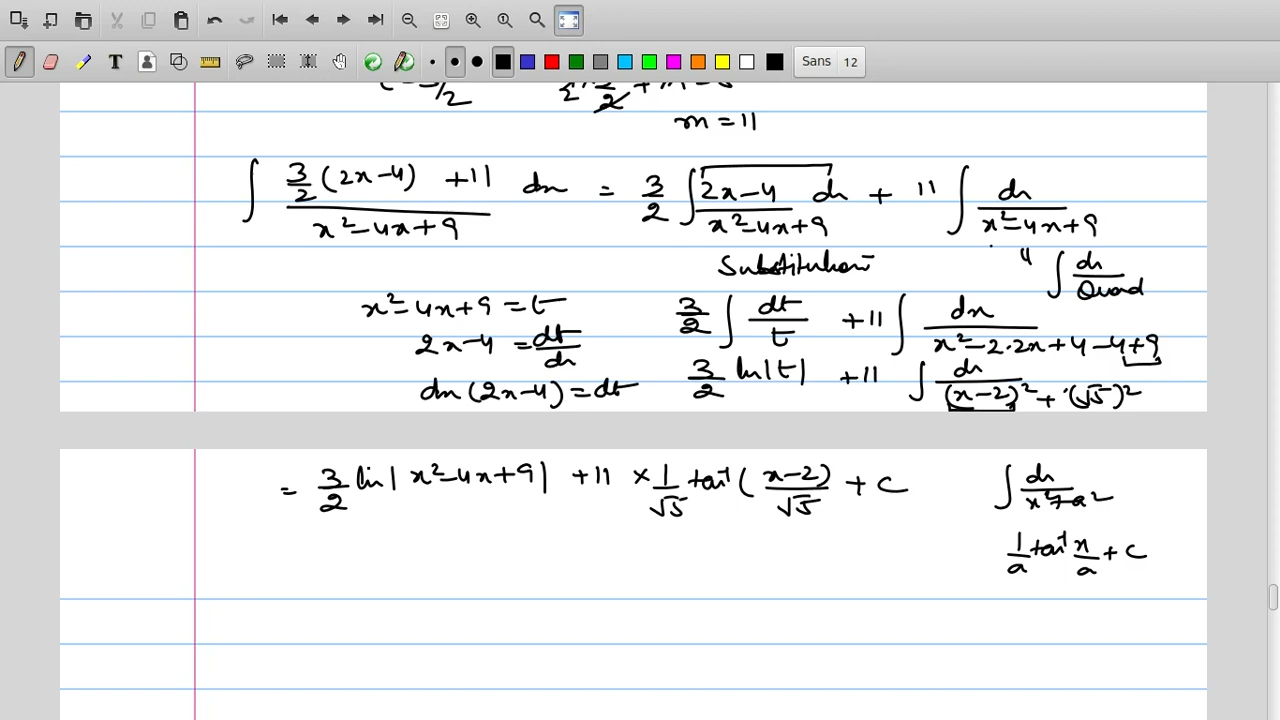 T
Sans 12
m = 11
∫ 3/2 (2x-4) +11 / x²-4x+9 dx = 3/2 ∫ 2x-4 / x²-4x+9 dx + 11 ∫ dx / x²-4x+9
Substitution
∫ dx / Quad
x²-4x+9 = t
3/2 ∫ dt/t +11 ∫ dx / x²-2·2x+4-4+9
2x-4 = dt/dx
3/2 ln|t| +11 ∫ dx / (x-2)² + (√5)²
dx (2x-4) = dt
= 3/2 ln| x²-4x+9| +11 × 1/√5 tan⁻¹ ( x-2/√5 ) + C
∫ dx / x²+a²
1/a tan⁻¹ x/a + C